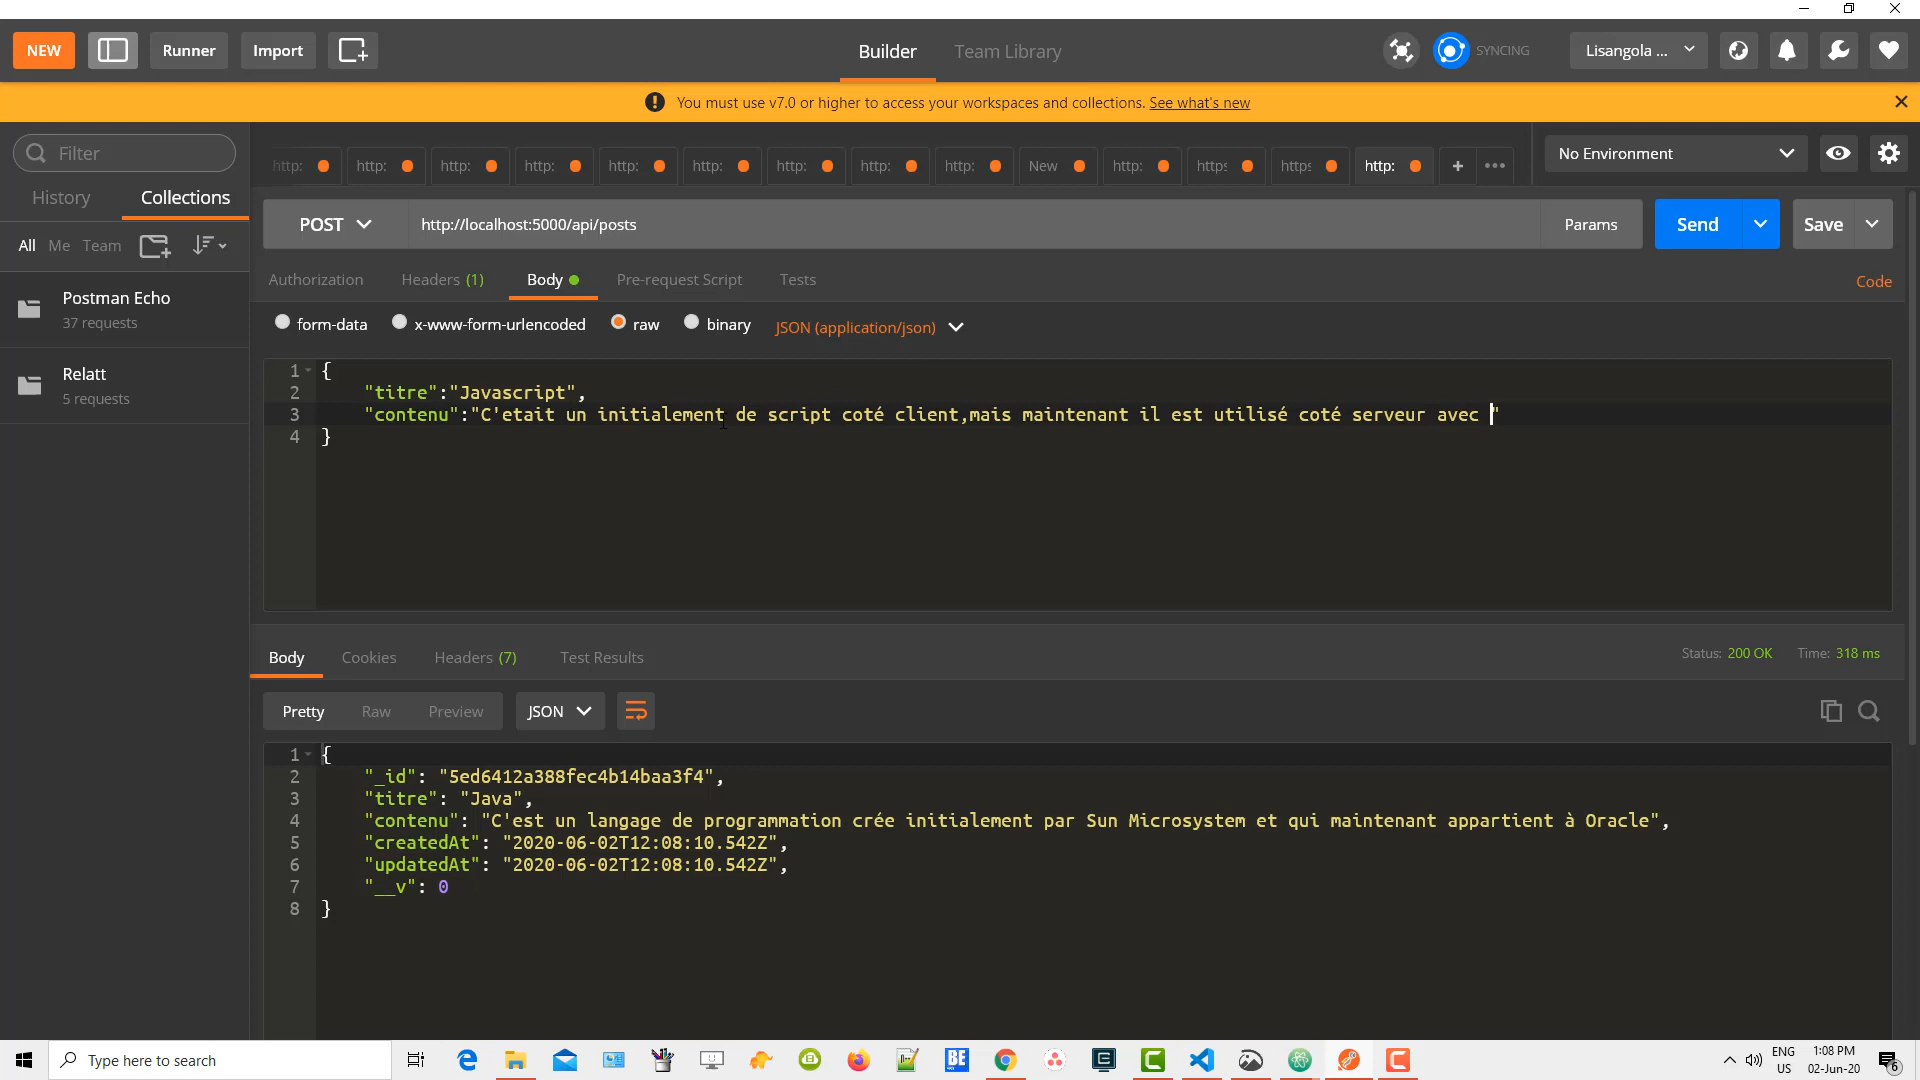 NEW Runner Import Builder Team Library SYNCING Lisangola ...
You must use v7.0 or higher to access your workspaces and collections. See what's new
Filter
http: http: http: http: http: http: http: http: http: New http: https https http: + ••• No Environment
History Collections
POST http://localhost:5000/api/posts Params Send Save
All Me Team
Authorization Headers (1) Body Pre-request Script Tests Code
Postman Echo
37 requests
form-data x-www-form-urlencoded raw binary JSON (application/json)
Relatt
5 requests
1 {
2 "titre":"Javascript",
3 "contenu":"C'etait un initialement de script coté client,mais maintenant il est utilisé coté serveur avec "
4 }
Body Cookies Headers (7) Test Results Status: 200 OK Time: 318 ms
Pretty Raw Preview JSON
1 {
2 "_id": "5ed6412a388fec4b14baa3f4",
3 "titre": "Java",
4 "contenu": "C'est un langage de programmation crée initialement par Sun Microsystem et qui maintenant appartient à Oracle",
5 "createdAt": "2020-06-02T12:08:10.542Z",
6 "updatedAt": "2020-06-02T12:08:10.542Z",
7 "__v": 0
8 }
Type here to search BE ENG US 1:08 PM 02-Jun-20 6